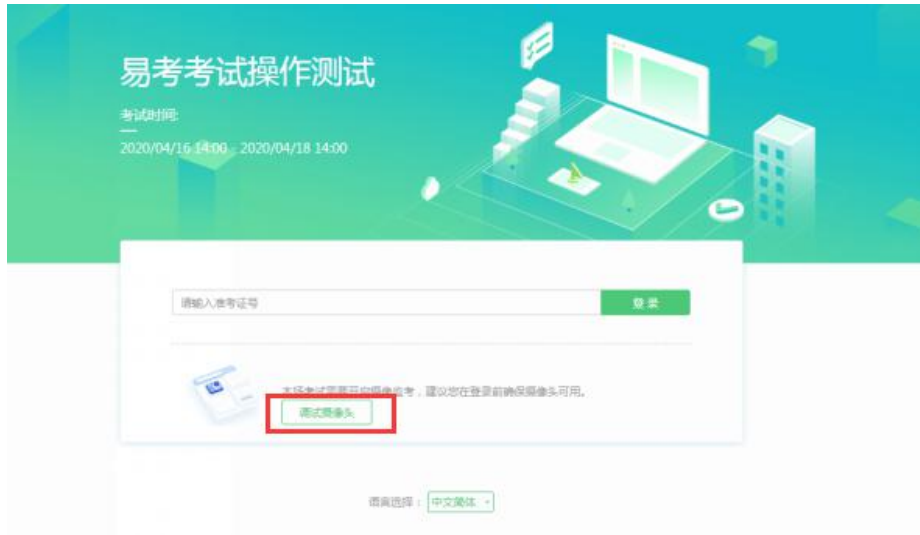 易考考试操作测试
考试时间:
2020/04/16 14:00 - 2020/04/18 14:00
请输入准考证号
登 录
本场考试需要开启摄像监考，建议您在登录前确保摄像头可用。
调试摄像头
语言选择：中文简体